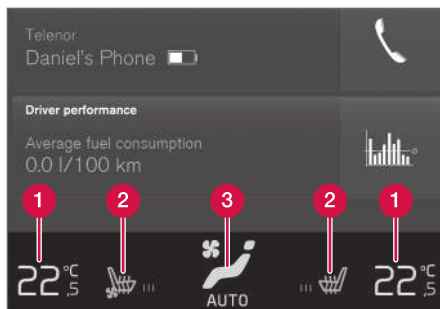 Telenor
Daniel's Phone
Driver performance
Average fuel consumption
0.0 l/100 km
1 2 3 2 1
22,5 °C 22,5 °C
AUTO